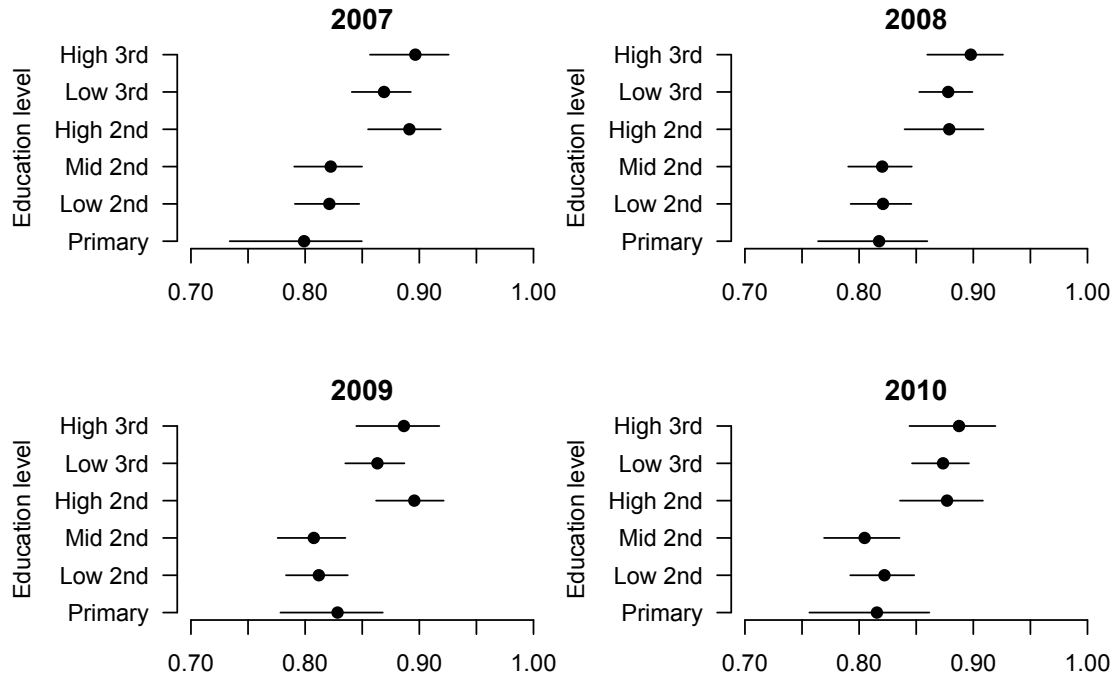 2007
Education level
High 3rd
Low 3rd
High 2nd
Mid 2nd
Low 2nd
Primary
0.70 0.80 0.90 1.00
2008
Education level
High 3rd
Low 3rd
High 2nd
Mid 2nd
Low 2nd
Primary
0.70 0.80 0.90 1.00
2009
Education level
High 3rd
Low 3rd
High 2nd
Mid 2nd
Low 2nd
Primary
0.70 0.80 0.90 1.00
2010
Education level
High 3rd
Low 3rd
High 2nd
Mid 2nd
Low 2nd
Primary
0.70 0.80 0.90 1.00